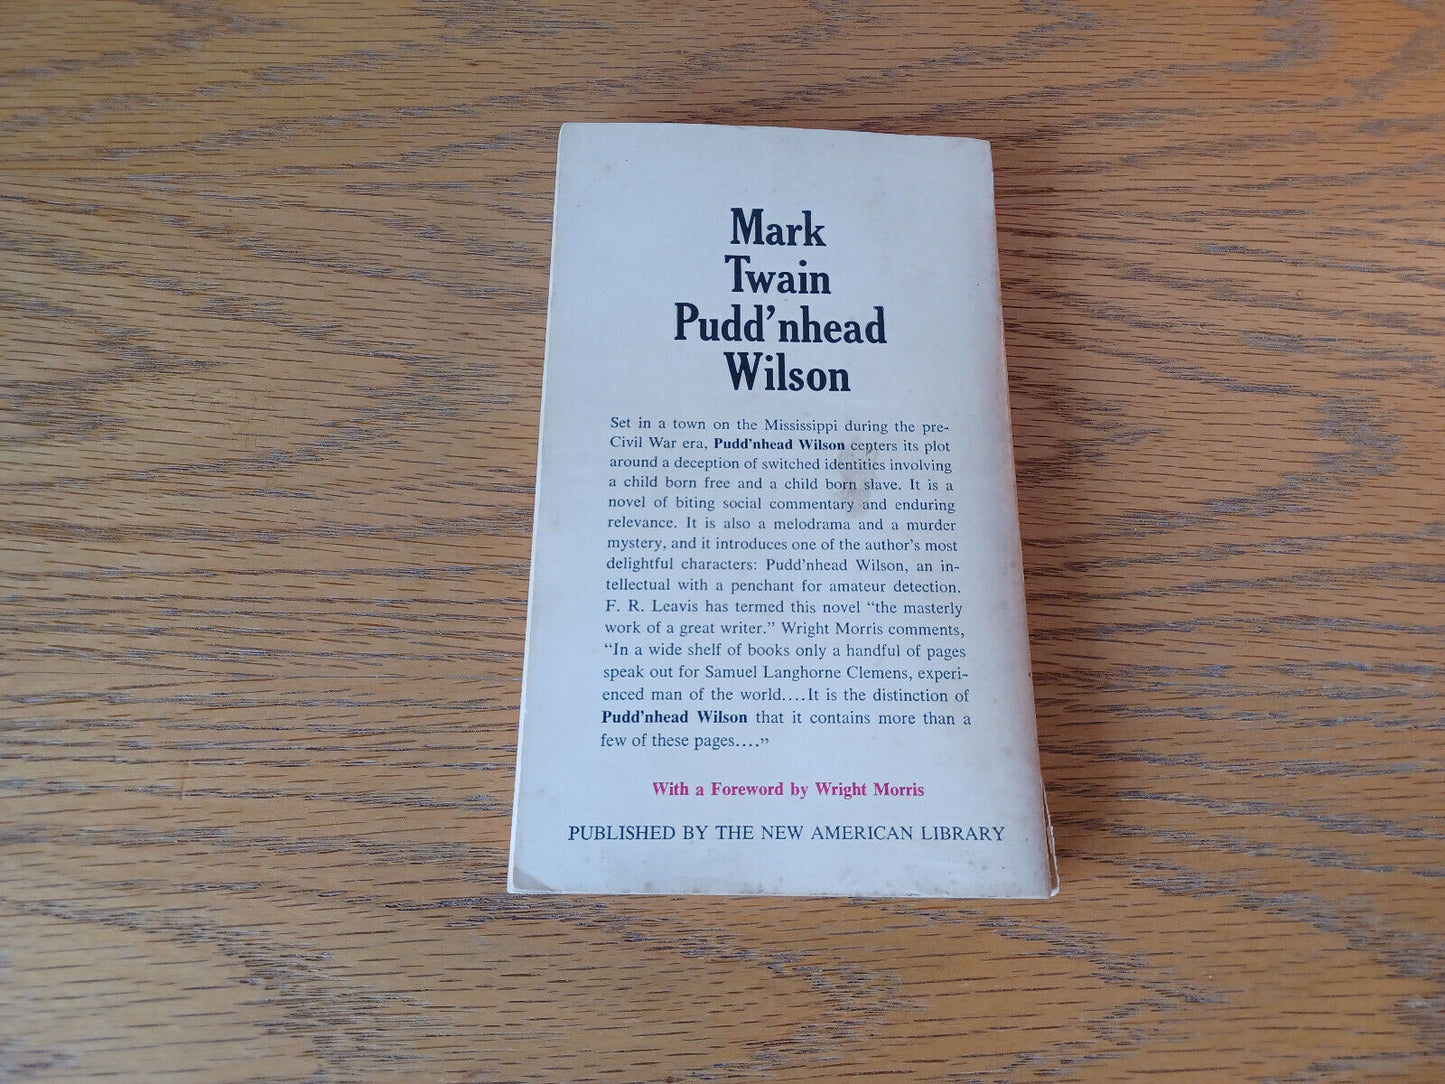 Mark
Twain
Pudd'nhead
Wilson
Set in a town on the Mississippi during the pre-
Civil War era, Pudd'nhead Wilson centers its plot
around a deception of switched identities involving
a child born free and a child born slave. It is a
novel of biting social commentary and enduring
relevance. It is also a melodrama and a murder
mystery, and it introduces one of the author's most
delightful characters: Pudd'nhead Wilson, an in-
tellectual with a penchant for amateur detection.
F. R. Leavis has termed this novel “the masterly
work of a great writer.” Wright Morris comments,
“In a wide shelf of books only a handful of pages
speak out for Samuel Langhorne Clemens, experi-
enced man of the world....It is the distinction of
Pudd'nhead Wilson that it contains more than a
few of these pages....”
With a Foreword by Wright Morris
PUBLISHED BY THE NEW AMERICAN LIBRARY